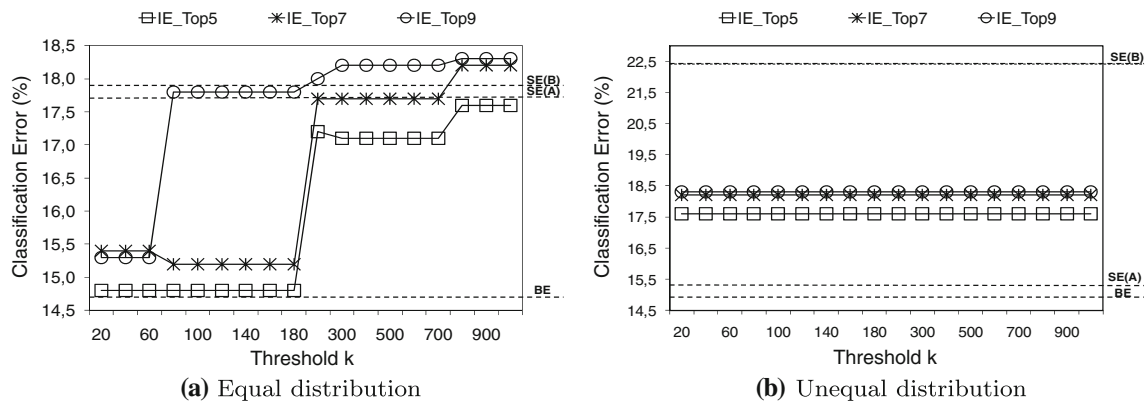 IE_Top5 IE_Top7 IE_Top9
18,5
18,0
17,5
17,0
16,5
16,0
15,5
15,0
14,5
Classification Error (%)
SE(B)
SE(A)
BE
20 60 100 140 180 300 500 700 900
Threshold k
(a) Equal distribution
IE_Top5 IE_Top7 IE_Top9
22,5
21,5
20,5
19,5
18,5
17,5
16,5
15,5
14,5
Classification Error (%)
SE(B)
SE(A)
BE
20 60 100 140 180 300 500 700 900
Threshold k
(b) Unequal distribution